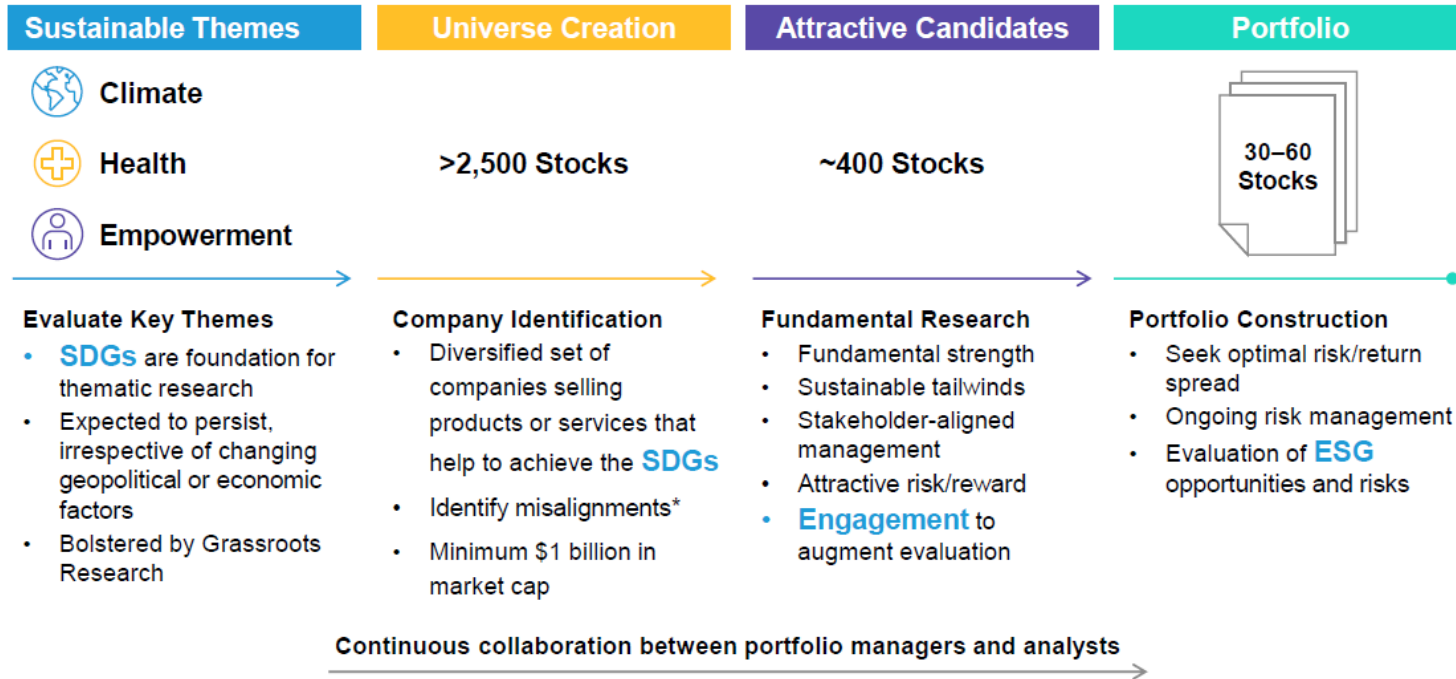 Sustainable Themes
Climate
Health
Empowerment
Evaluate Key Themes
• SDGs are foundation for
thematic research
• Expected to persist,
irrespective of changing
geopolitical or economic
factors
• Bolstered by Grassroots
Research
Universe Creation
>2,500 Stocks
Company Identification
• Diversified set of
companies selling
products or services that
help to achieve the SDGs
• Identify misalignments*
• Minimum $1 billion in
market cap
Attractive Candidates
~400 Stocks
Fundamental Research
• Fundamental strength
• Sustainable tailwinds
• Stakeholder-aligned
management
• Attractive risk/reward
• Engagement to
augment evaluation
Portfolio
30–60
Stocks
Portfolio Construction
• Seek optimal risk/return
spread
• Ongoing risk management
• Evaluation of ESG
opportunities and risks
Continuous collaboration between portfolio managers and analysts